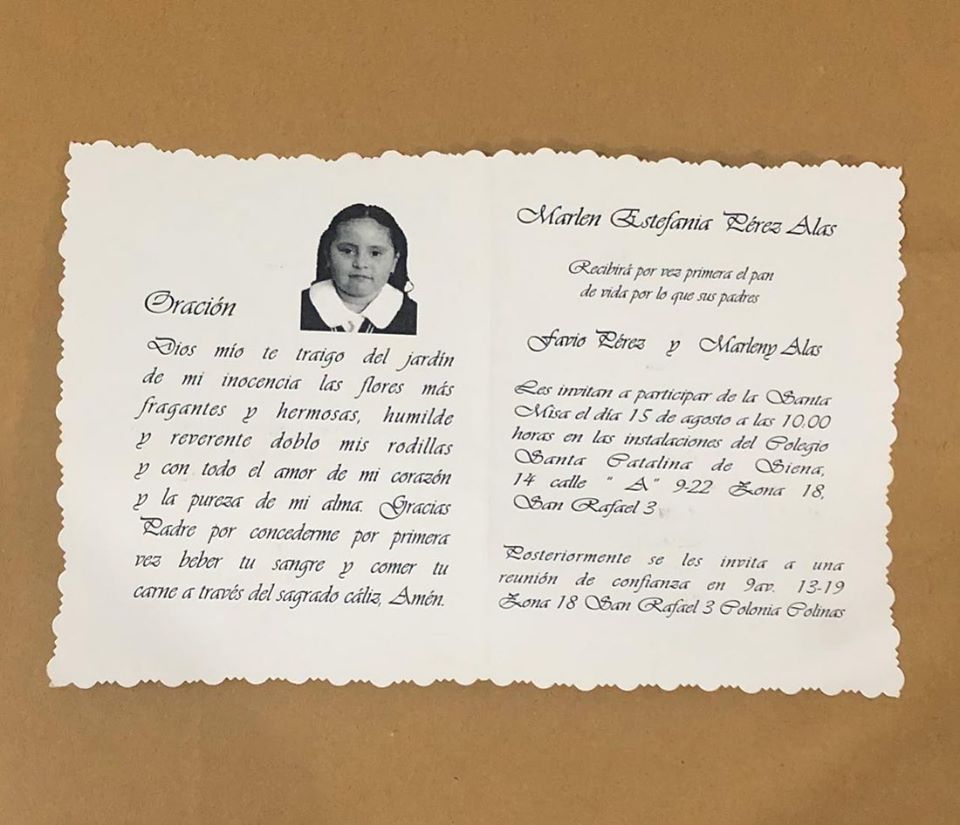 Oración
Dios mío te traigo del jardín
de mi inocencia las flores más
fragantes y hermosas, humilde
y reverente doblo mis rodillas
y con todo el amor de mi corazón
y la pureza de mi alma. Gracias
Padre por concederme por primera
vez beber tu sangre y comer tu
carne a través del sagrado cáliz, Amén.
Marlen Estefania Pérez Alas
Recibirá por vez primera el pan
de vida por lo que sus padres
Favio Pérez y Marleny Alas
Les invitan a participar de la Santa
Misa el día 15 de agosto a las 10.00
horas en las instalaciones del Colegio
Santa Catalina de Siena,
14 calle " A" 9-22 Zona 18,
San Rafael 3
Posteriormente se les invita a una
reunión de confianza en 9av. 13-19
Zona 18 San Rafael 3 Colonia Colinas